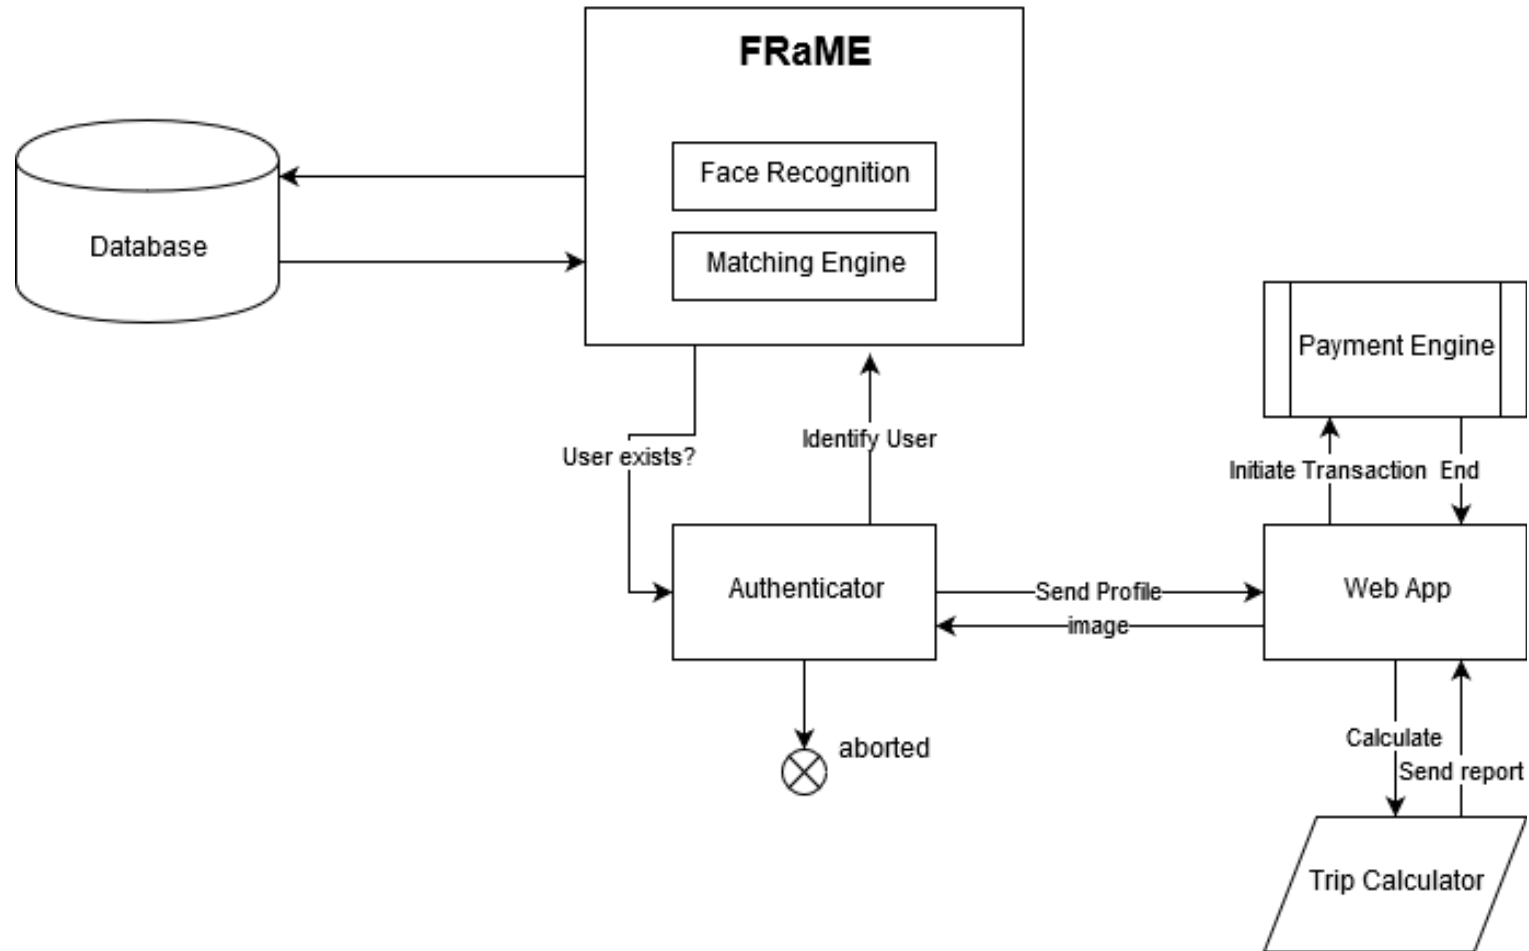 FRaME
Face Recognition
Database
Matching Engine
Payment Engine
User exists?
Identify User
Initiate Transaction
End
Authenticator
Send Profile
image
Web App
aborted
Calculate
Send report
Trip Calculator